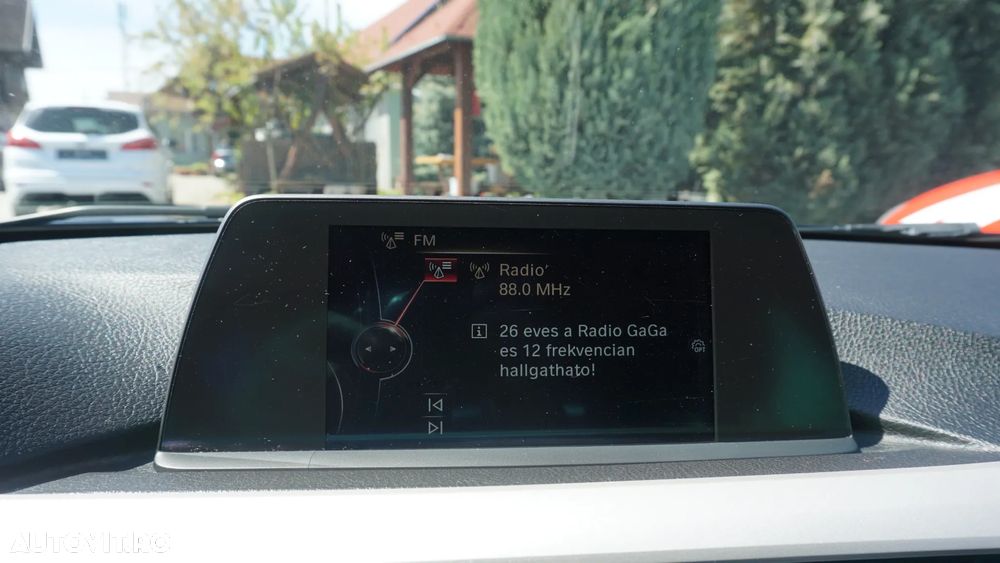 FM
Radio'
88.0 MHz
26 eves a Radio GaGa
es 12 frekvencian
hallgathato!
OPT
AUTOVIT.RO